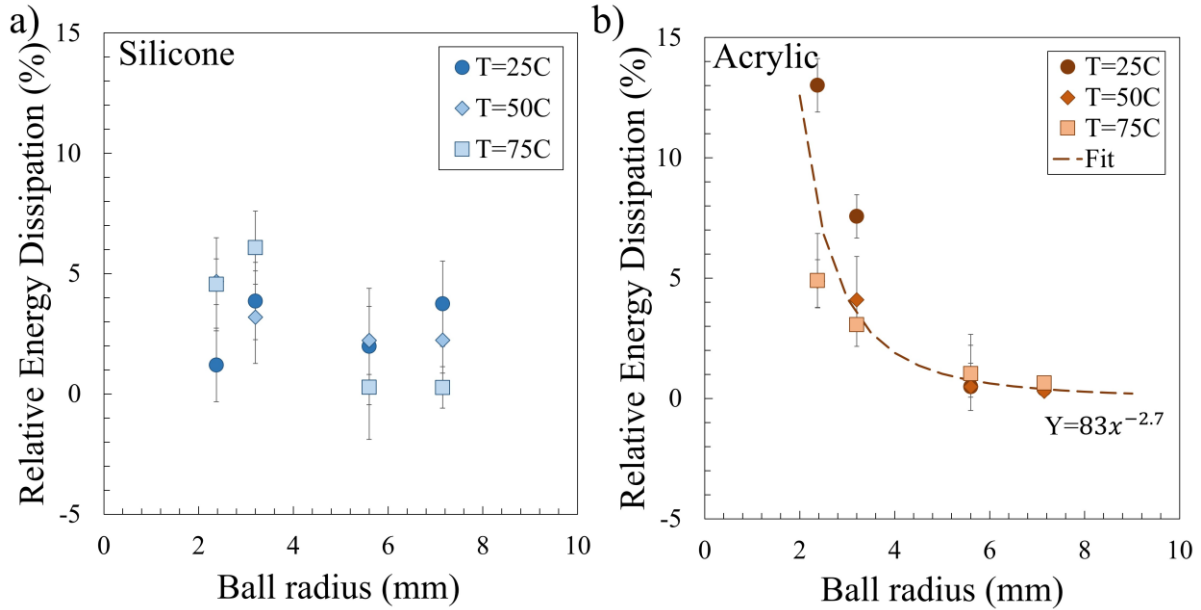 a)
Silicone
T=25C
T=50C
T=75C
Relative Energy Dissipation (%)
15
10
5
0
-5
0 2 4 6 8 10
Ball radius (mm)
b)
Acrylic
T=25C
T=50C
T=75C
Fit
Relative Energy Dissipation (%)
15
10
5
0
-5
Y=83x⁻²·⁷
0 2 4 6 8 10
Ball radius (mm)